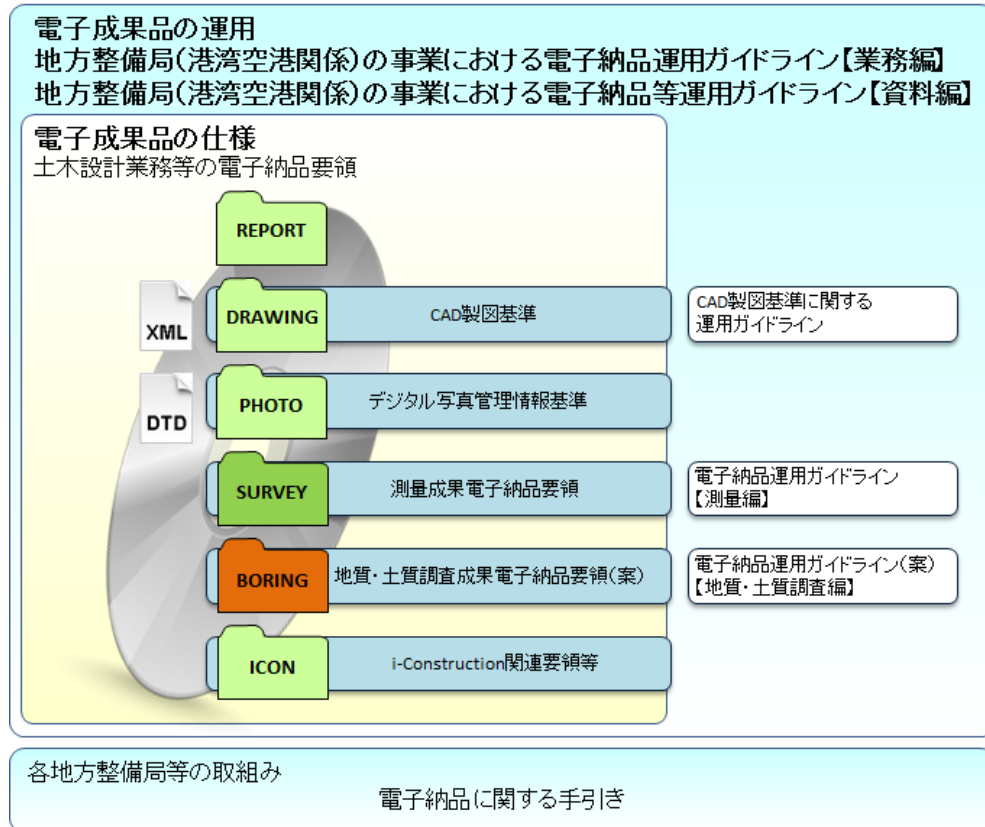 電子成果品の運用
地方整備局(港湾空港関係)の事業における電子納品運用ガイドライン【業務編】
地方整備局(港湾空港関係)の事業における電子納品等運用ガイドライン【資料編】
電子成果品の仕様
土木設計業務等の電子納品要領
REPORT
XML
DRAWING
CAD製図基準
CAD製図基準に関する
運用ガイドライン
DTD
PHOTO
デジタル写真管理情報基準
SURVEY
測量成果電子納品要領
電子納品運用ガイドライン
【測量編】
BORING
地質・土質調査成果電子納品要領(案)
電子納品運用ガイドライン(案)
【地質・土質調査編】
ICON
i-Construction関連要領等
各地方整備局等の取組み
電子納品に関する手引き